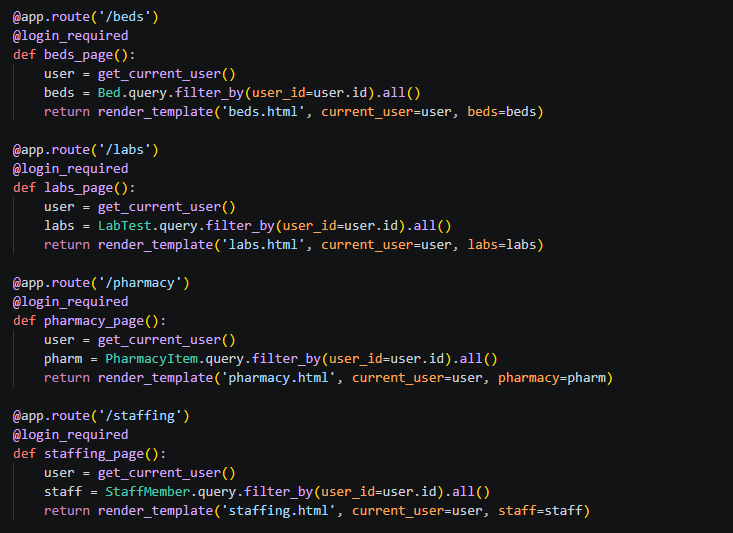 @app.route('/beds')
@login_required
def beds_page():
    user = get_current_user()
    beds = Bed.query.filter_by(user_id=user.id).all()
    return render_template('beds.html', current_user=user, beds=beds)

@app.route('/labs')
@login_required
def labs_page():
    user = get_current_user()
    labs = LabTest.query.filter_by(user_id=user.id).all()
    return render_template('labs.html', current_user=user, labs=labs)

@app.route('/pharmacy')
@login_required
def pharmacy_page():
    user = get_current_user()
    pharm = PharmacyItem.query.filter_by(user_id=user.id).all()
    return render_template('pharmacy.html', current_user=user, pharmacy=pharm)

@app.route('/staffing')
@login_required
def staffing_page():
    user = get_current_user()
    staff = StaffMember.query.filter_by(user_id=user.id).all()
    return render_template('staffing.html', current_user=user, staff=staff)